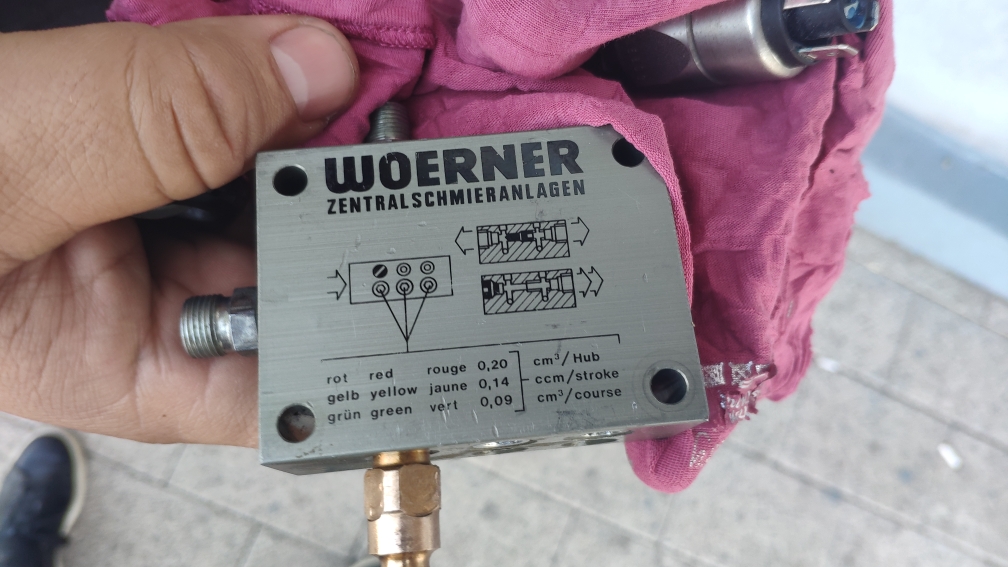 WOERNER
ZENTRALSCHMIERANLAGEN
rot red rouge 0,20 cm³/Hub
gelb yellow jaune 0,14 ccm/stroke
grün green vert 0,09 cm³/course